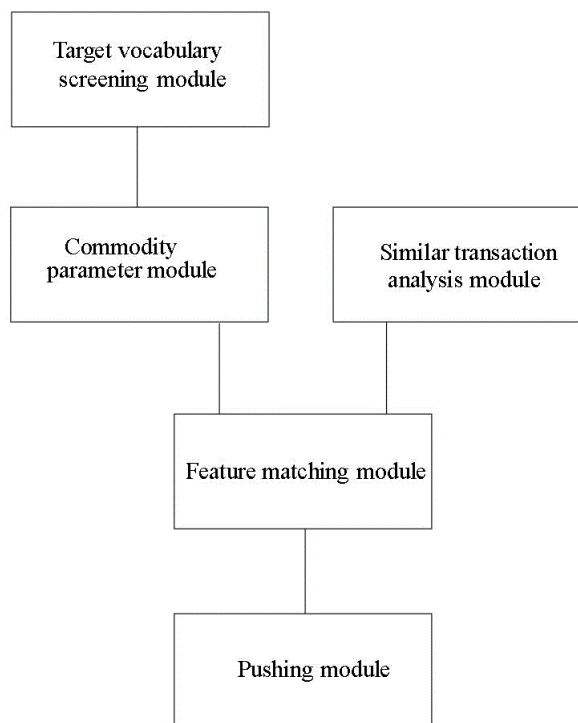 Target vocabulary
screening module
Commodity
parameter module
Similar transaction
analysis module
Feature matching module
Pushing module